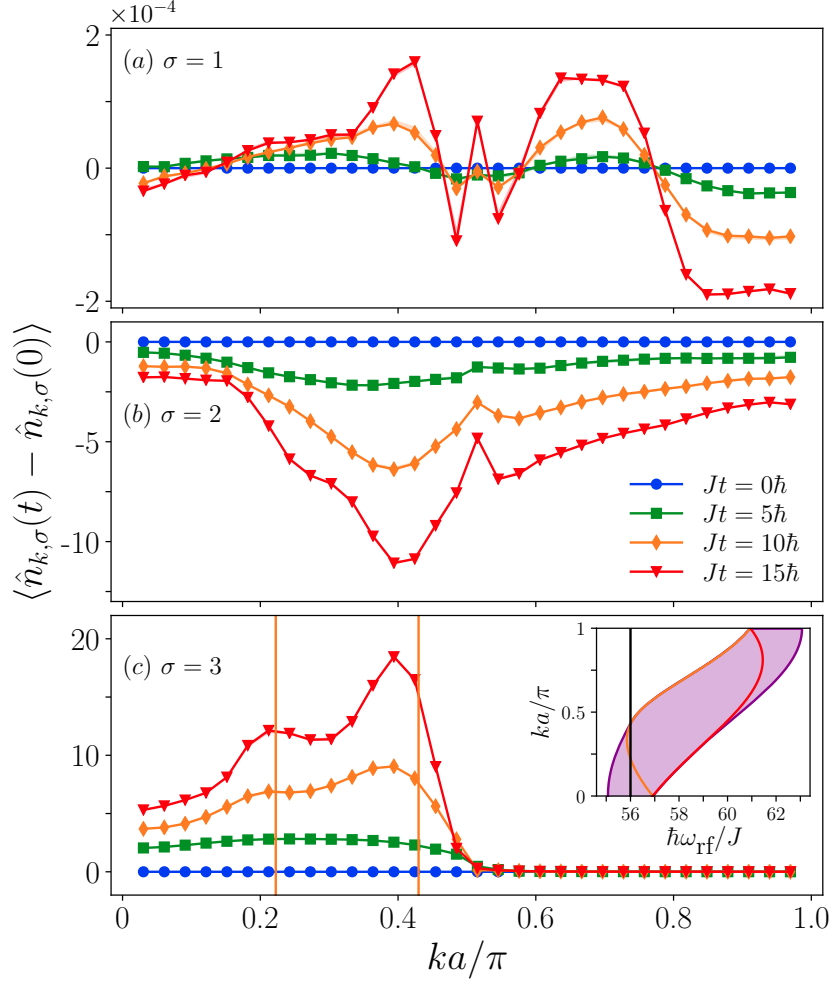 ×10⁻⁴
2
(a) σ = 1
0
-2
0
(b) σ = 2
-5
-10
Jt = 0ℏ
Jt = 5ℏ
Jt = 10ℏ
Jt = 15ℏ
⟨n̂ₖ,σ(t) − n̂ₖ,σ(0)⟩
20
(c) σ = 3
10
0
1
0.5
0
ka/π
56 58 60 62
ℏω_rf/J
0 0.2 0.4 0.6 0.8 1.0
ka/π